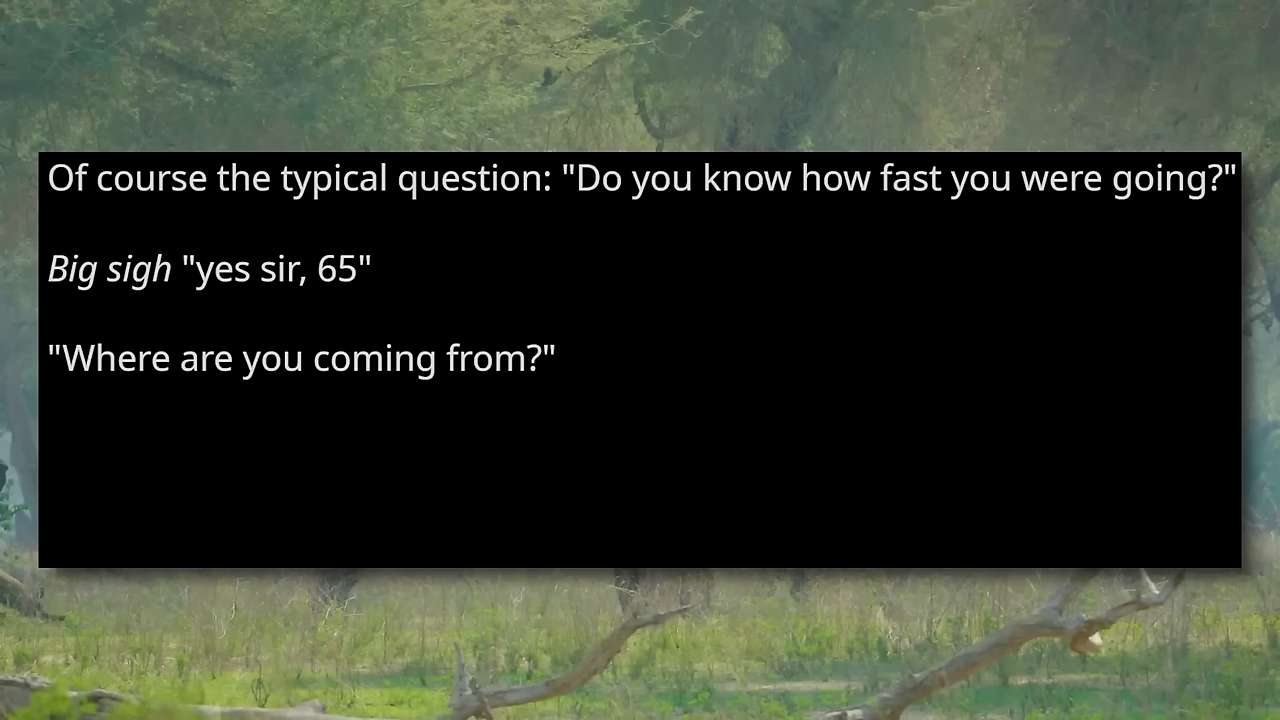 Of course the typical question: "Do you know how fast you were going?"
Big sigh "yes sir, 65"
"Where are you coming from?"